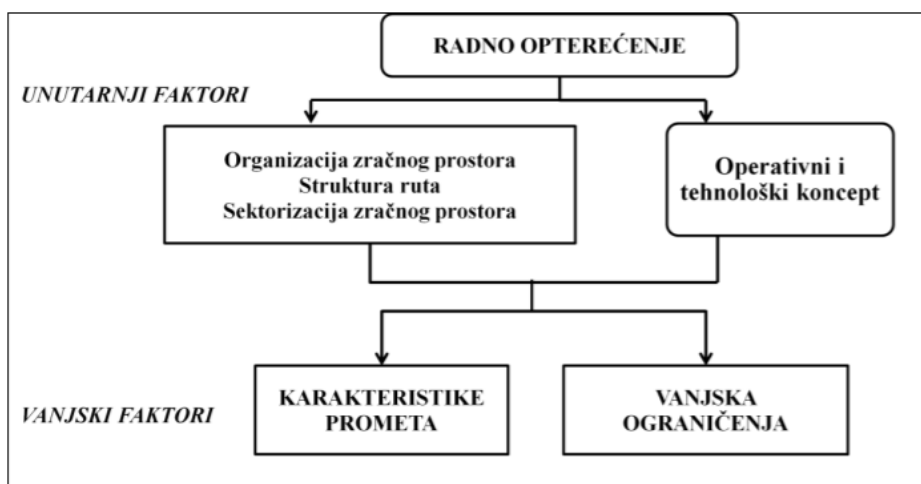 RADNO OPTEREĆENJE
UNUTARNJI FAKTORI
Organizacija zračnog prostora
Struktura ruta
Sektorizacija zračnog prostora
Operativni i
tehnološki koncept
VANJSKI FAKTORI
KARAKTERISTIKE
PROMETA
VANJSKA
OGRANIČENJA